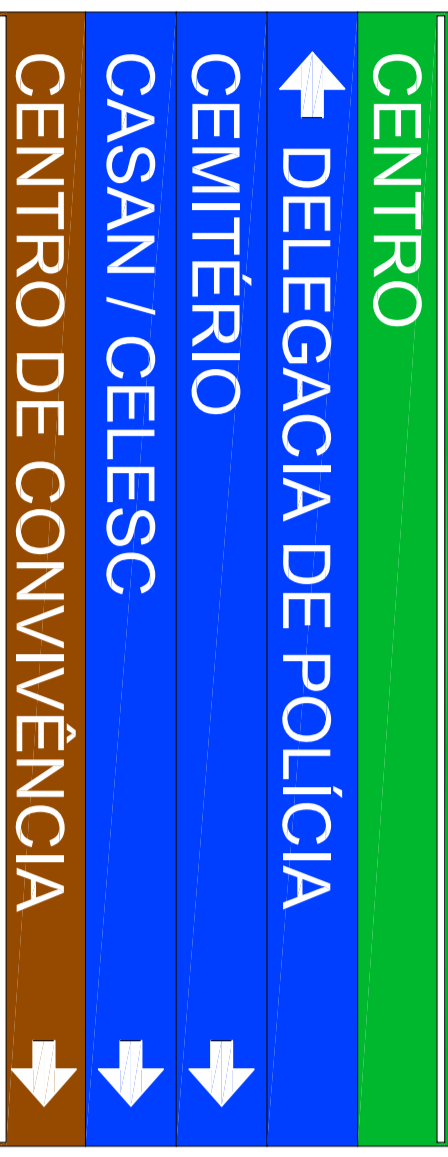 CENTRO
DELEGACIA DE POLÍCIA
CEMITÉRIO
CASAN / CELESC
CENTRO DE CONVIVÊNCIA